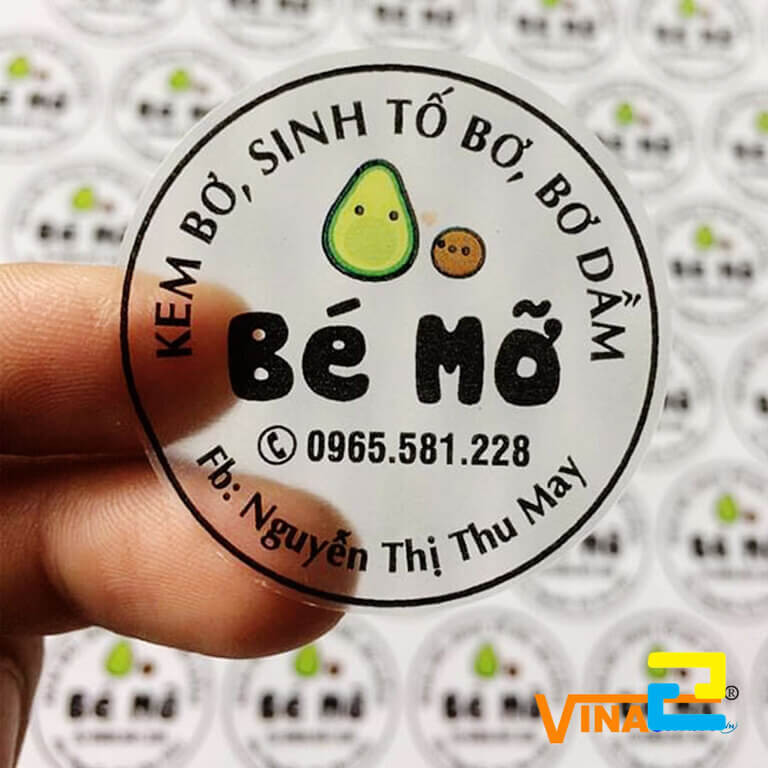 KEM BƠ, SINH TỐ BƠ, BƠ DẦM
Bé Mỡ
0965.581.228
Fb: Nguyễn Thị Thu May
VINA
®